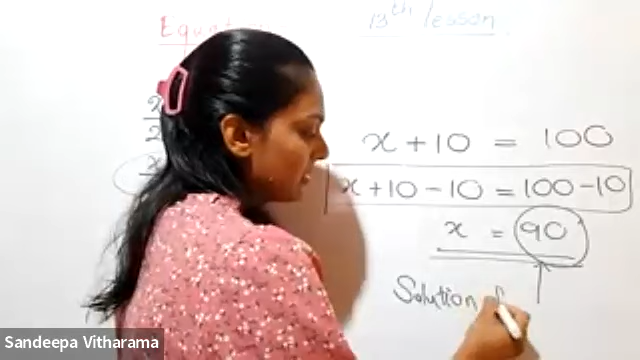 13th lesson
x + 10 = 100
x + 10 - 10 = 100 - 10
x = 90
Solution
Sandeepa Vitharama